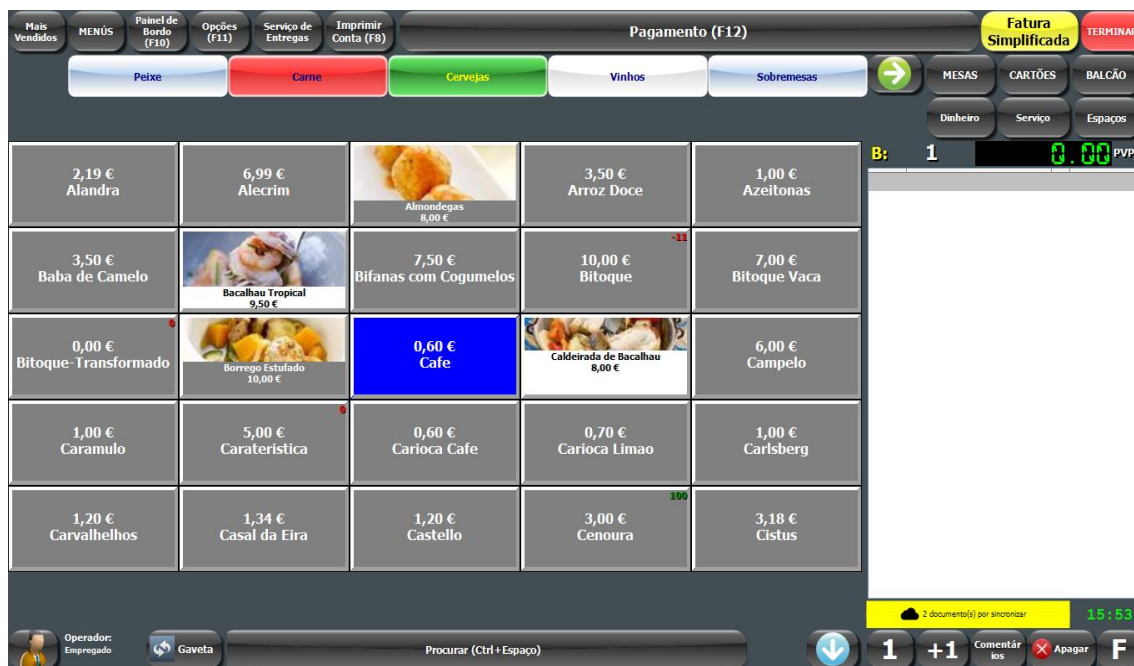 Mais
Vendidos
MENÚS
Painel de
Bordo
(F10)
Opções
(F11)
Serviço de
Entregas
Imprimir
Conta (F8)
Pagamento (F12)
Fatura
Simplificada
TERMINAR
Peixe
Carne
Cervejas
Vinhos
Sobremesas
MESAS
CARTÕES
BALCÃO
Dinheiro
Serviço
Espaços
B:
1
0.00
PVP
2,19 €
Alandra
6,99 €
Alecrim
Almondegas
8,00 €
3,50 €
Arroz Doce
1,00 €
Azeitonas
3,50 €
Baba de Camelo
Bacalhau Tropical
9,50 €
7,50 €
Bifanas com Cogumelos
-11
10,00 €
Bitoque
7,00 €
Bitoque Vaca
0
0,00 €
Bitoque-Transformado
Borrego Estufado
10,00 €
0,60 €
Cafe
Caldeirada de Bacalhau
8,00 €
6,00 €
Campelo
1,00 €
Caramulo
0
5,00 €
Carateristica
0,60 €
Carioca Cafe
0,70 €
Carioca Limao
1,00 €
Carlsberg
1,20 €
Carvalhelhos
1,34 €
Casal da Eira
1,20 €
Castello
100
3,00 €
Cenoura
3,18 €
Cistus
2 documento(s) por sincronizar
15:53
Operador:
Empregado
Gaveta
Procurar (Ctrl+Espaço)
1
+1
Comentár
ios
Apagar
F